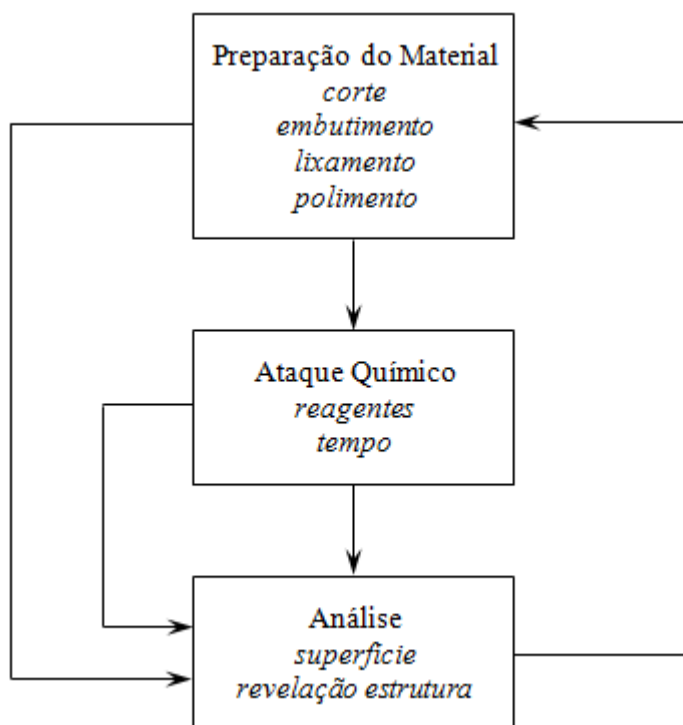 Preparação do Material
corte
embutimento
lixamento
polimento
Ataque Químico
reagentes
tempo
Análise
superfície
revelação estrutura